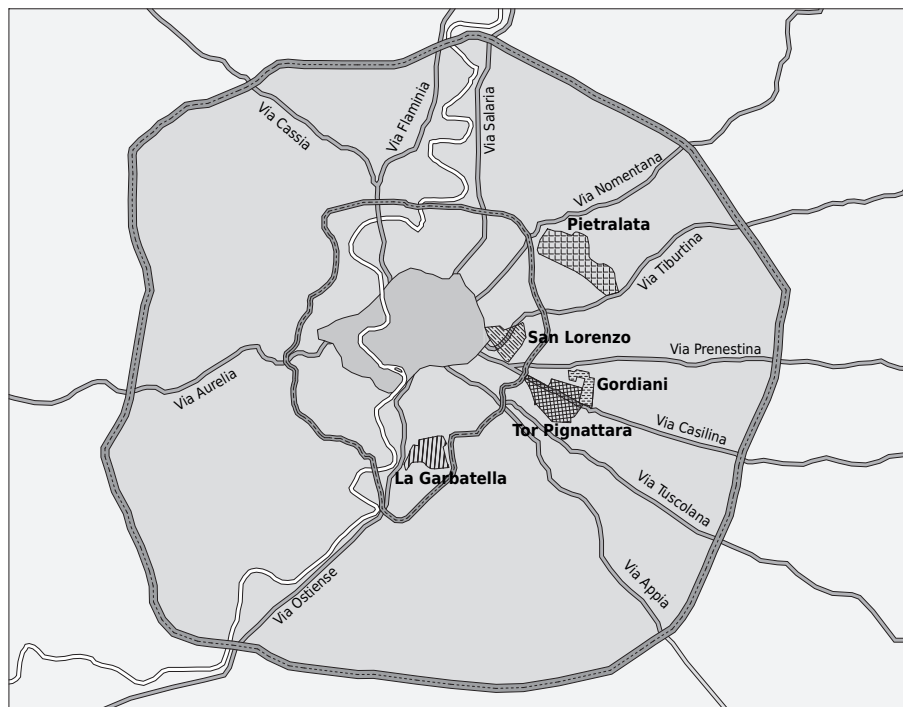 Via Cassia
Via Flaminia
Via Salaria
Via Nomentana
Pietralata
Via Tiburtina
San Lorenzo
Via Prenestina
Via Aurelia
Gordiani
Tor Pignattara
Via Casilina
La Garbatella
Via Tuscolana
Via Ostiense
Via Appia